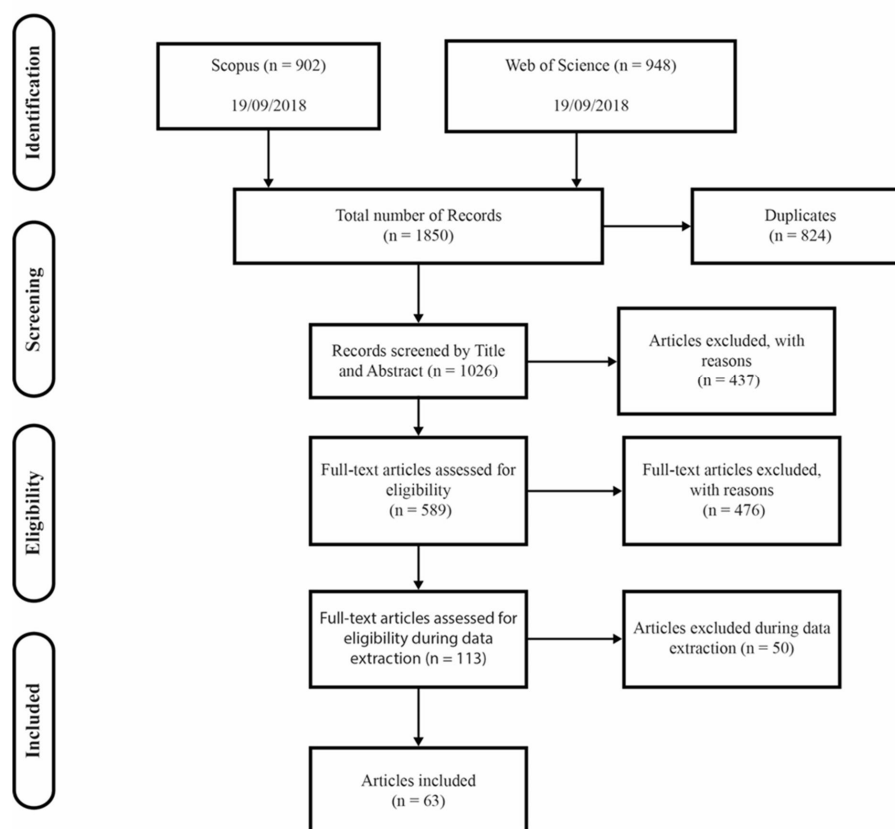 Identification
Scopus (n = 902)
19/09/2018
Web of Science (n = 948)
19/09/2018
Total number of Records
(n = 1850)
Duplicates
(n = 824)
Screening
Records screened by Title
and Abstract (n = 1026)
Articles excluded, with
reasons
(n = 437)
Eligibility
Full-text articles assessed for
eligibility
(n = 589)
Full-text articles excluded,
with reasons
(n = 476)
Full-text articles assessed for
eligibility during data
extraction (n = 113)
Articles excluded during data
extraction (n = 50)
Included
Articles included
(n = 63)